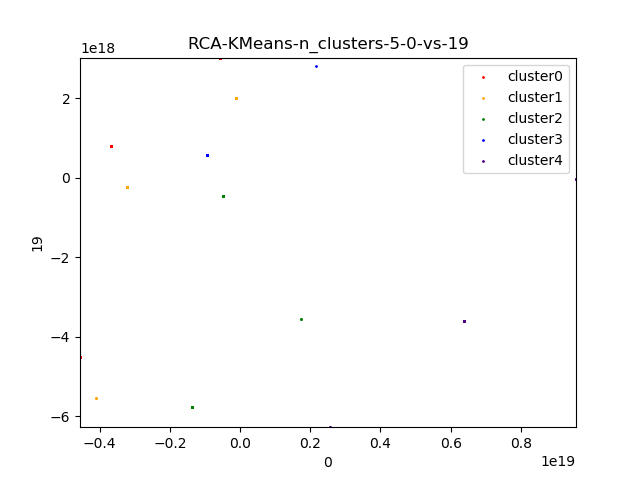 RCA-KMeans-n_clusters-5-0-vs-19
1e18
cluster0
cluster1
cluster2
cluster3
cluster4
2
0
−2
−4
−6
19
−0.4 −0.2 0.0 0.2 0.4 0.6 0.8
0
1e19